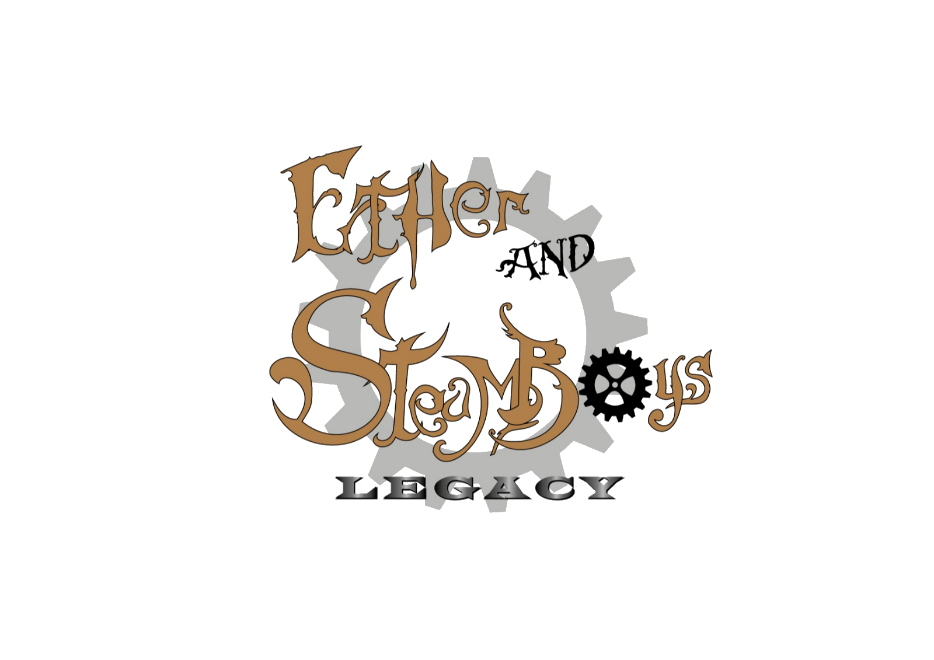 Ether
AND
SteamBoys
LEGACY